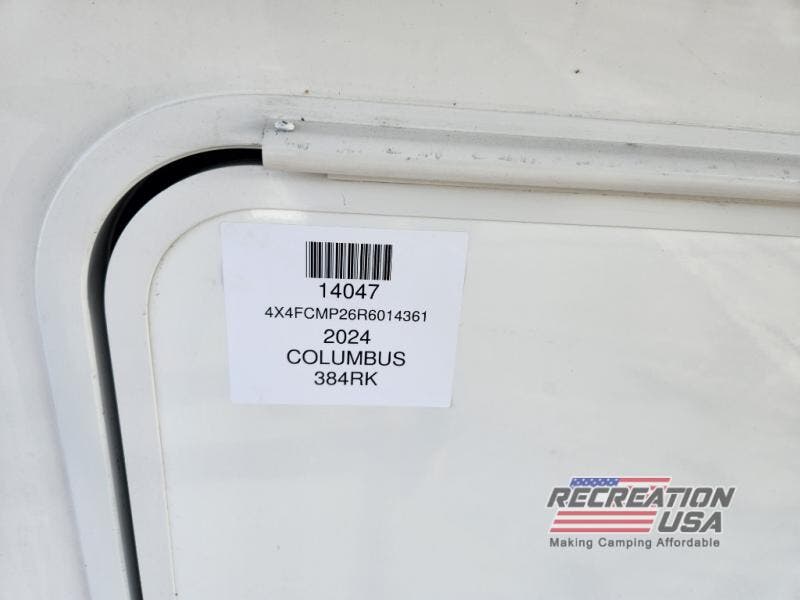 14047
4X4FCMP26R6014361
2024
COLUMBUS
384RK
RECREATION
USA
Making Camping Affordable